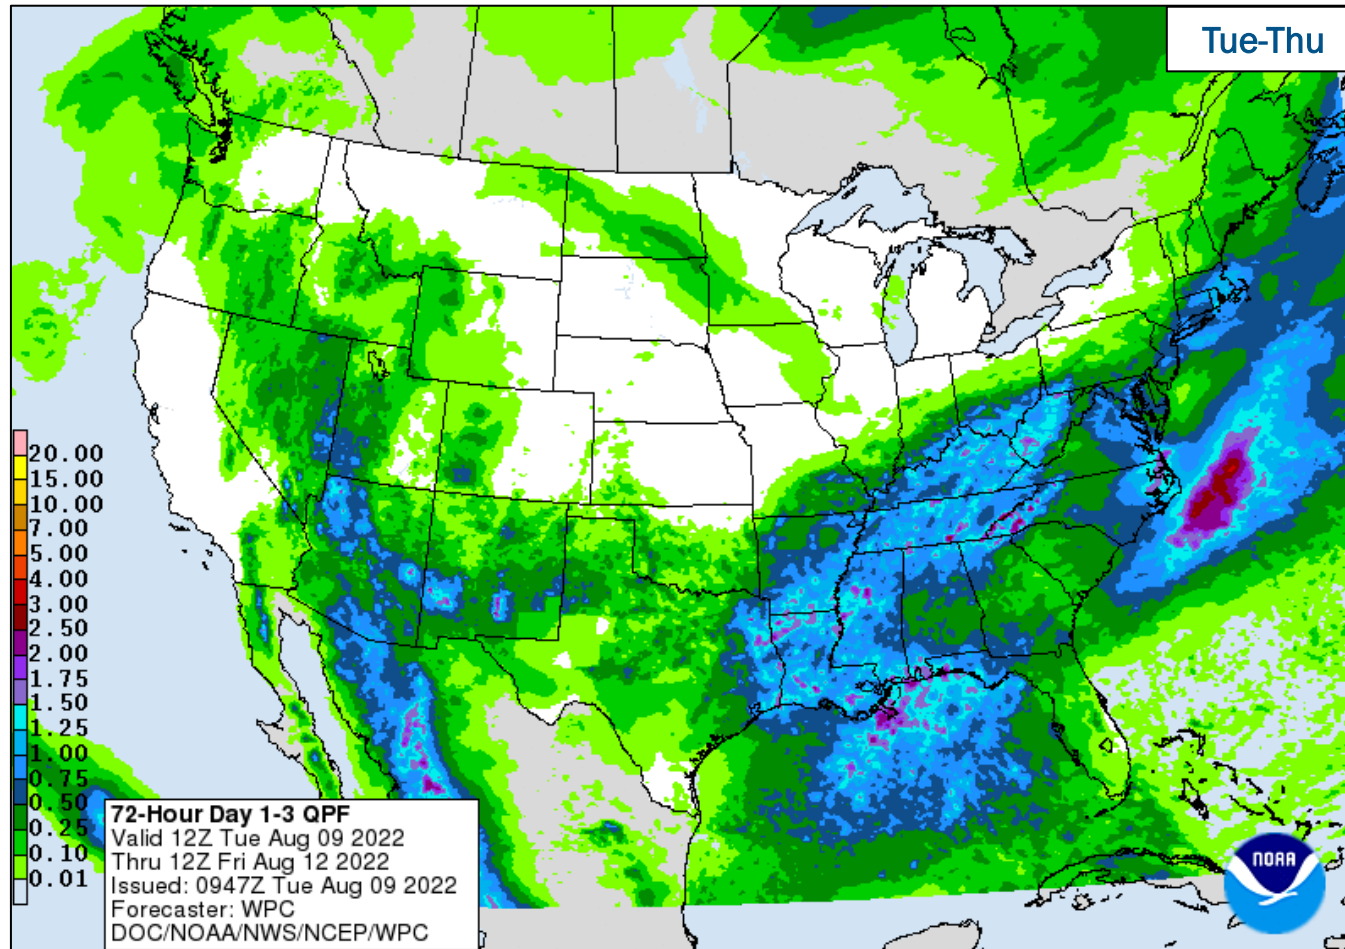 Tue-Thu
20.00
15.00
10.00
7.00
5.00
4.00
3.00
2.50
2.00
1.75
1.50
1.25
1.00
0.75
0.50
0.25
0.10
0.01
72-Hour Day 1-3 QPF
Valid 12Z Tue Aug 09 2022
Thru 12Z Fri Aug 12 2022
Issued: 0947Z Tue Aug 09 2022
Forecaster: WPC
DOC/NOAA/NWS/NCEP/WPC
NOAA